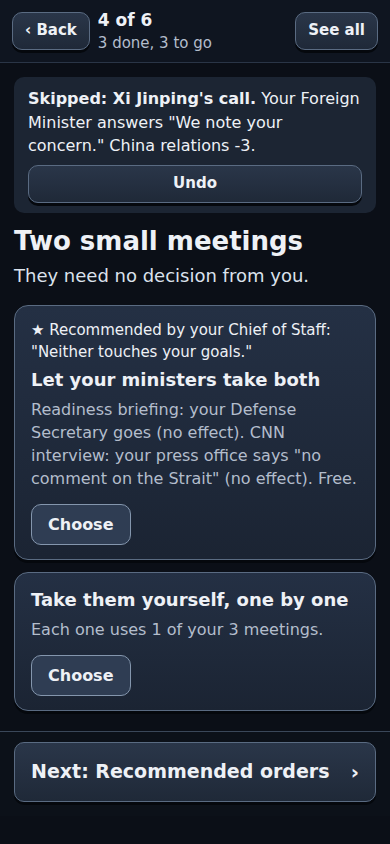 ‹ Back
4 of 6
3 done, 3 to go
See all
Skipped: Xi Jinping's call. Your Foreign
Minister answers "We note your
concern." China relations -3.
Undo
Two small meetings
They need no decision from you.
★ Recommended by your Chief of Staff:
"Neither touches your goals."
Let your ministers take both
Readiness briefing: your Defense
Secretary goes (no effect). CNN
interview: your press office says "no
comment on the Strait" (no effect). Free.
Choose
Take them yourself, one by one
Each one uses 1 of your 3 meetings.
Choose
Next: Recommended orders ›